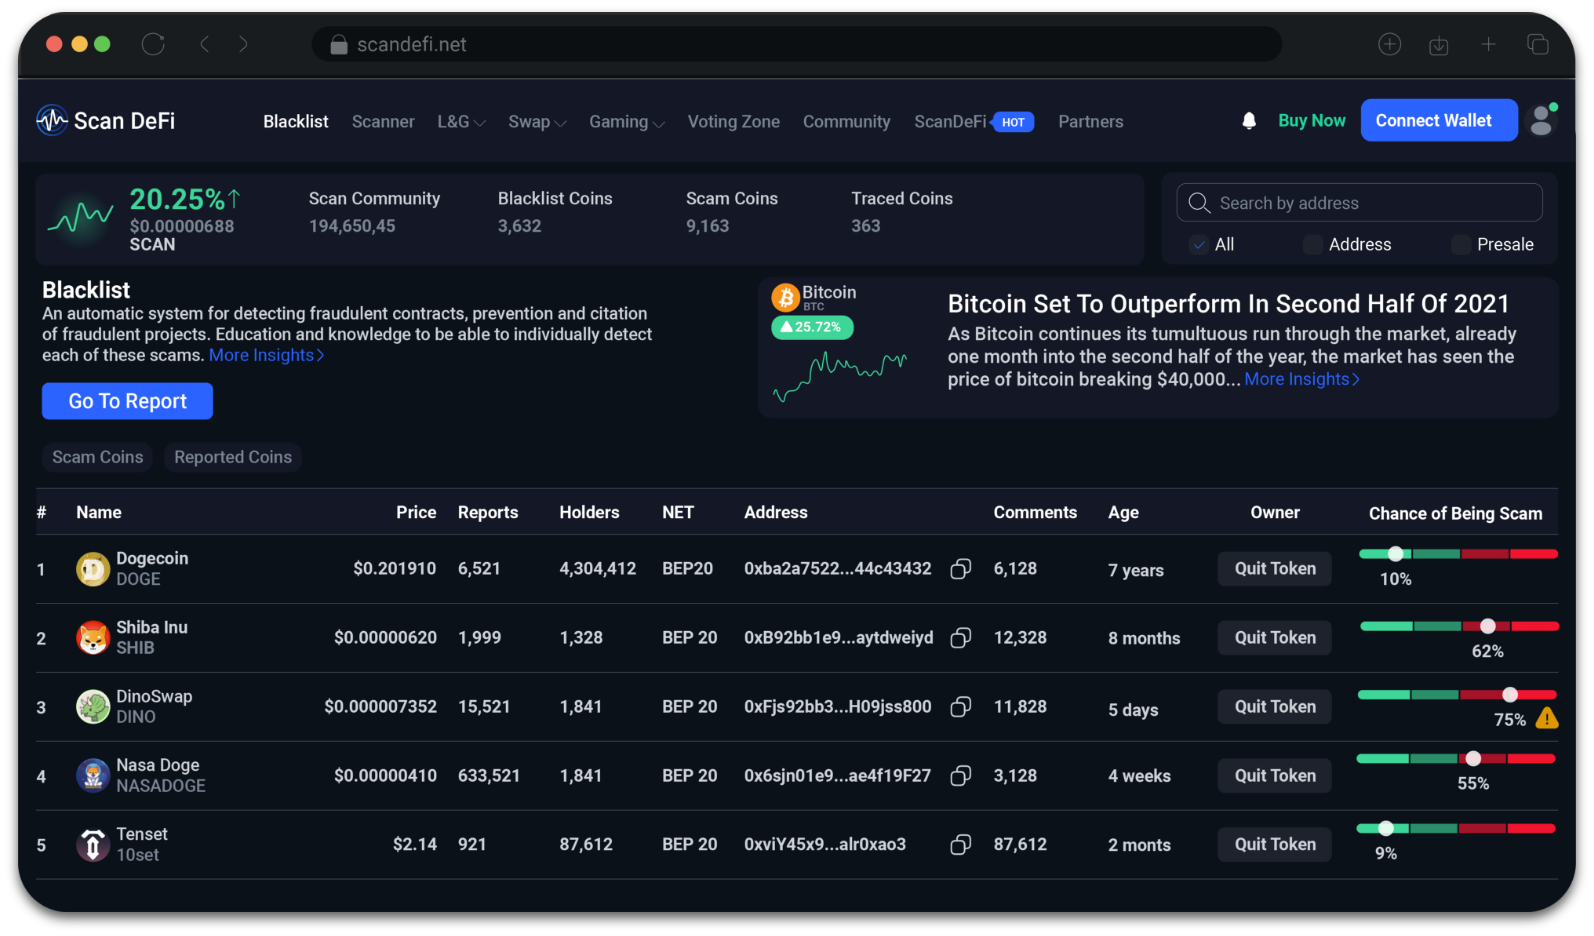 scandefi.net
Scan DeFi
Blacklist Scanner L&G Swap Gaming Voting Zone Community ScanDeFi HOT Partners
Buy Now Connect Wallet
20.25%↑
$0.00000688
SCAN
Scan Community Blacklist Coins Scam Coins Traced Coins
194,650,45 3,632 9,163 363
Search by address
All Address Presale
Blacklist
An automatic system for detecting fraudulent contracts, prevention and citation
of fraudulent projects. Education and knowledge to be able to individually detect
each of these scams. More Insights>
Go To Report
Bitcoin
BTC
▲25.72%
Bitcoin Set To Outperform In Second Half Of 2021
As Bitcoin continues its tumultuous run through the market, already
one month into the second half of the year, the market has seen the
price of bitcoin breaking $40,000... More Insights>
Scam Coins Reported Coins
# Name Price Reports Holders NET Address Comments Age Owner Chance of Being Scam
1 Dogecoin DOGE $0.201910 6,521 4,304,412 BEP20 0xba2a7522...44c43432 6,128 7 years Quit Token 10%
2 Shiba Inu SHIB $0.00000620 1,999 1,328 BEP 20 0xB92bb1e9...aytdweiyd 12,328 8 months Quit Token 62%
3 DinoSwap DINO $0.000007352 15,521 1,841 BEP 20 0xFjs92bb3...H09jss800 11,828 5 days Quit Token 75%
4 Nasa Doge NASADOGE $0.00000410 633,521 1,841 BEP 20 0x6sjn01e9...ae4f19F27 3,128 4 weeks Quit Token 55%
5 Tenset 10set $2.14 921 87,612 BEP 20 0xviY45x9...alr0xao3 87,612 2 monts Quit Token 9%